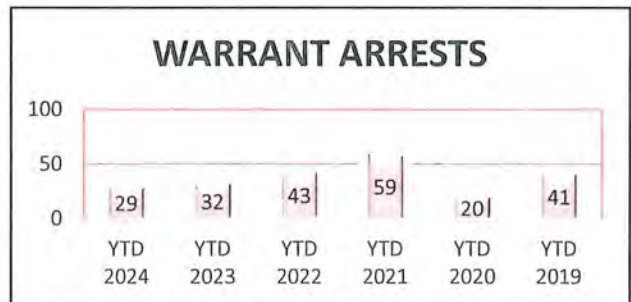 WARRANT ARRESTS
100
50
0
29
32
43
59
20
41
YTD 2024
YTD 2023
YTD 2022
YTD 2021
YTD 2020
YTD 2019